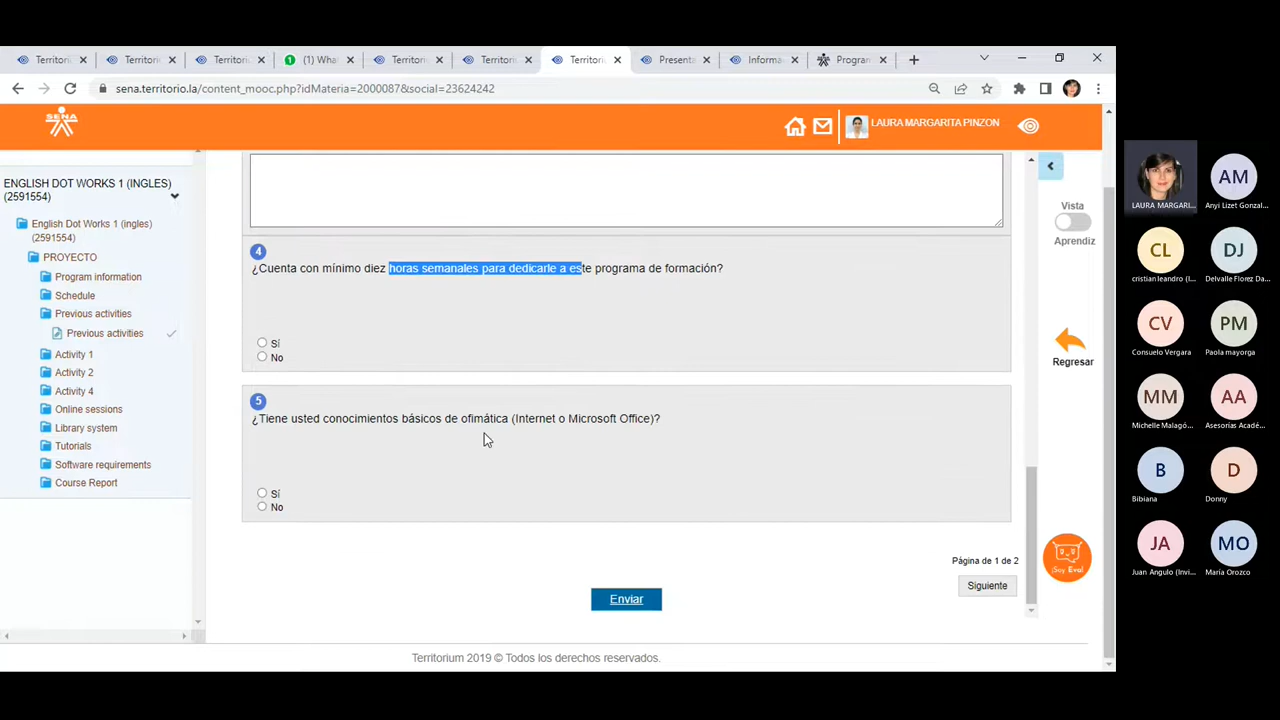 Territori
Territori
Territori
(1) Wha
Territori
Territori
Territori
Presenta
Informa
Program
sena.territorio.la/content_mooc.php?idMateria=2000087&social=23624242
SENA
LAURA MARGARITA PINZON
ENGLISH DOT WORKS 1 (INGLES)
(2591554)
English Dot Works 1 (ingles)
(2591554)
PROYECTO
Program information
Schedule
Previous activities
Previous activities
Activity 1
Activity 2
Activity 4
Online sessions
Library system
Tutorials
Software requirements
Course Report
4
¿Cuenta con mínimo diez horas semanales para dedicarle a este programa de formación?
Sí
No
5
¿Tiene usted conocimientos básicos de ofimática (Internet o Microsoft Office)?
Sí
No
Página de 1 de 2
Siguiente
Enviar
Territorium 2019 © Todos los derechos reservados.
Vista
Aprendiz
Regresar
¡Soy Eva!
LAURA MARGARI...
AM
Anyi Lizet Gonzal...
CL
cristian leandro (I...
DJ
Delvalle Florez Da...
CV
Consuelo Vergara
PM
Paola mayorga
MM
Michelle Malagó...
AA
Asesorías Acadé...
B
Bibiana
D
Donny
JA
Juan Angulo (Invi...
MO
María Orozco